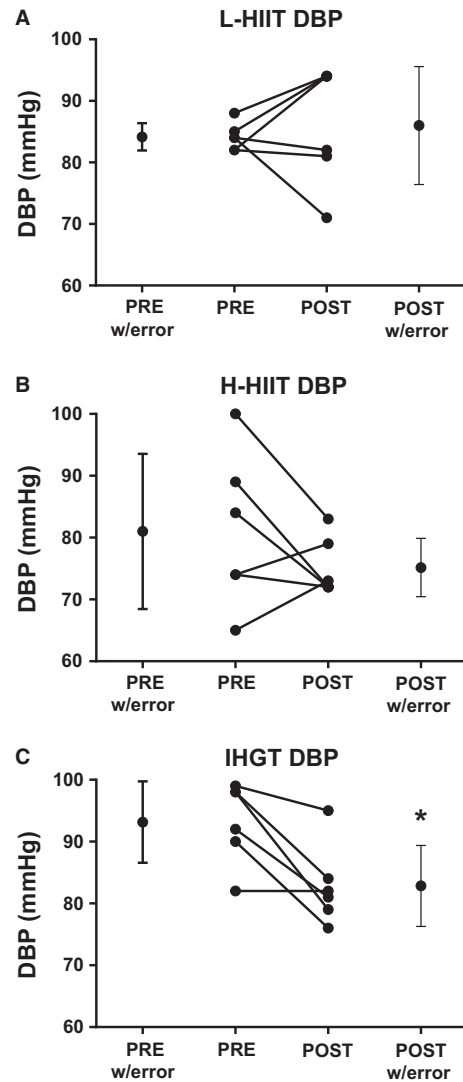 A
L-HIIT DBP
DBP (mmHg)
100
90
80
70
60
PRE PRE POST POST
w/error w/error
B
H-HIIT DBP
DBP (mmHg)
100
90
80
70
60
PRE PRE POST POST
w/error w/error
C
IHGT DBP
DBP (mmHg)
100
90
80
70
60
*
PRE PRE POST POST
w/error w/error